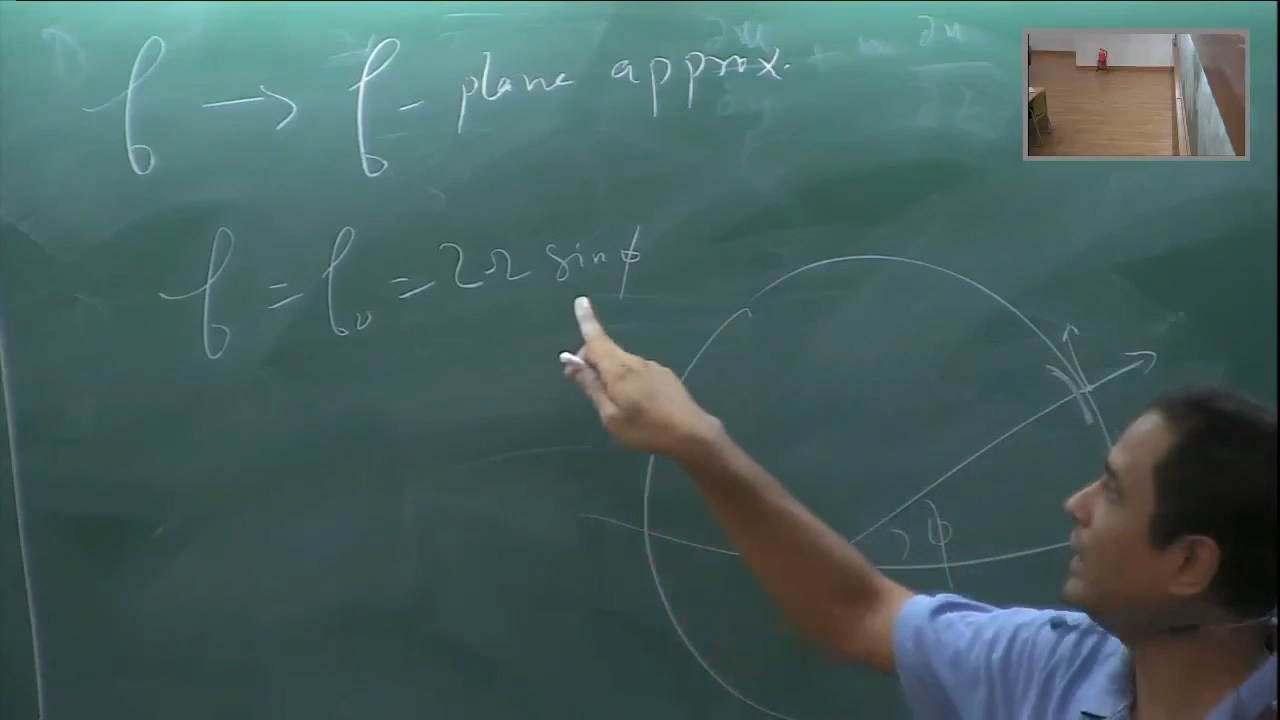 f → f - plane approx.
f = f₀ = 2Ω sin ϕ
ϕ